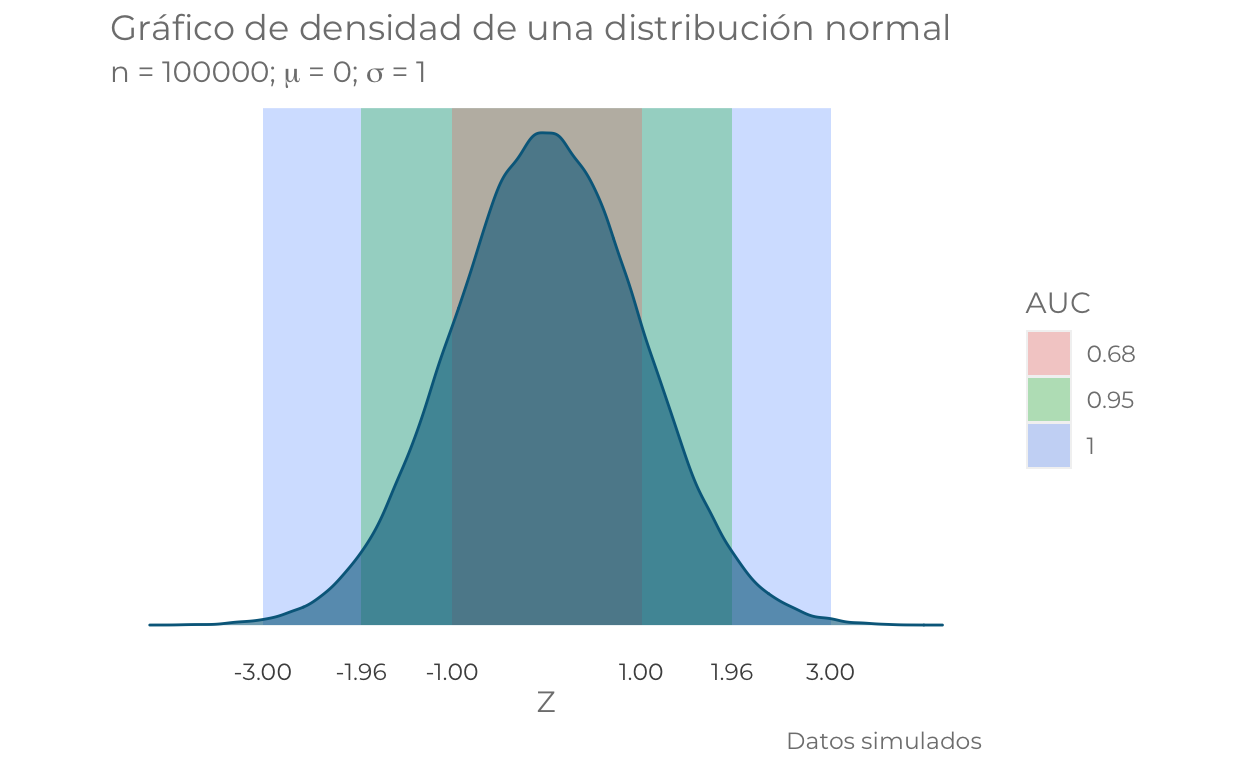 Gráfico de densidad de una distribución normal
n = 100000; μ = 0; σ = 1
AUC
0.68
0.95
1
-3.00 -1.96 -1.00 1.00 1.96 3.00
Z
Datos simulados